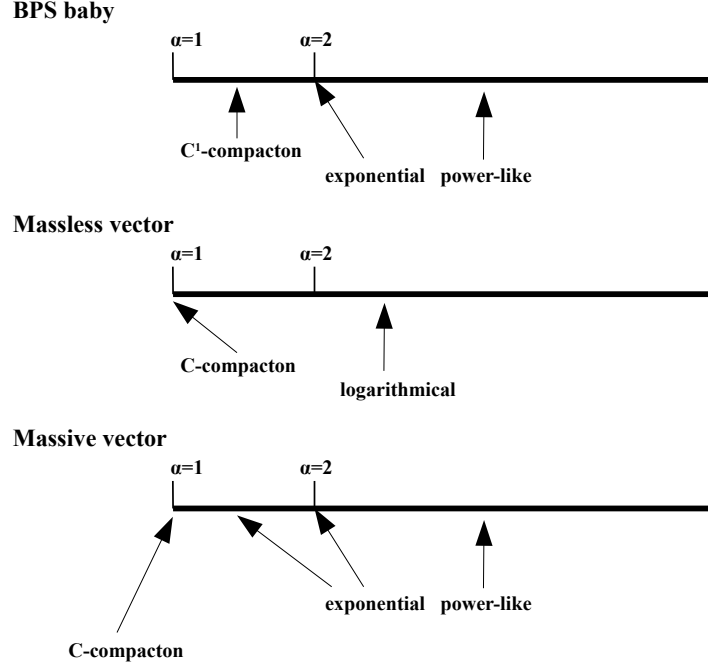 BPS baby
α=1 α=2
C¹-compacton
exponential power-like
Massless vector
α=1 α=2
C-compacton
logarithmical
Massive vector
α=1 α=2
exponential power-like
C-compacton